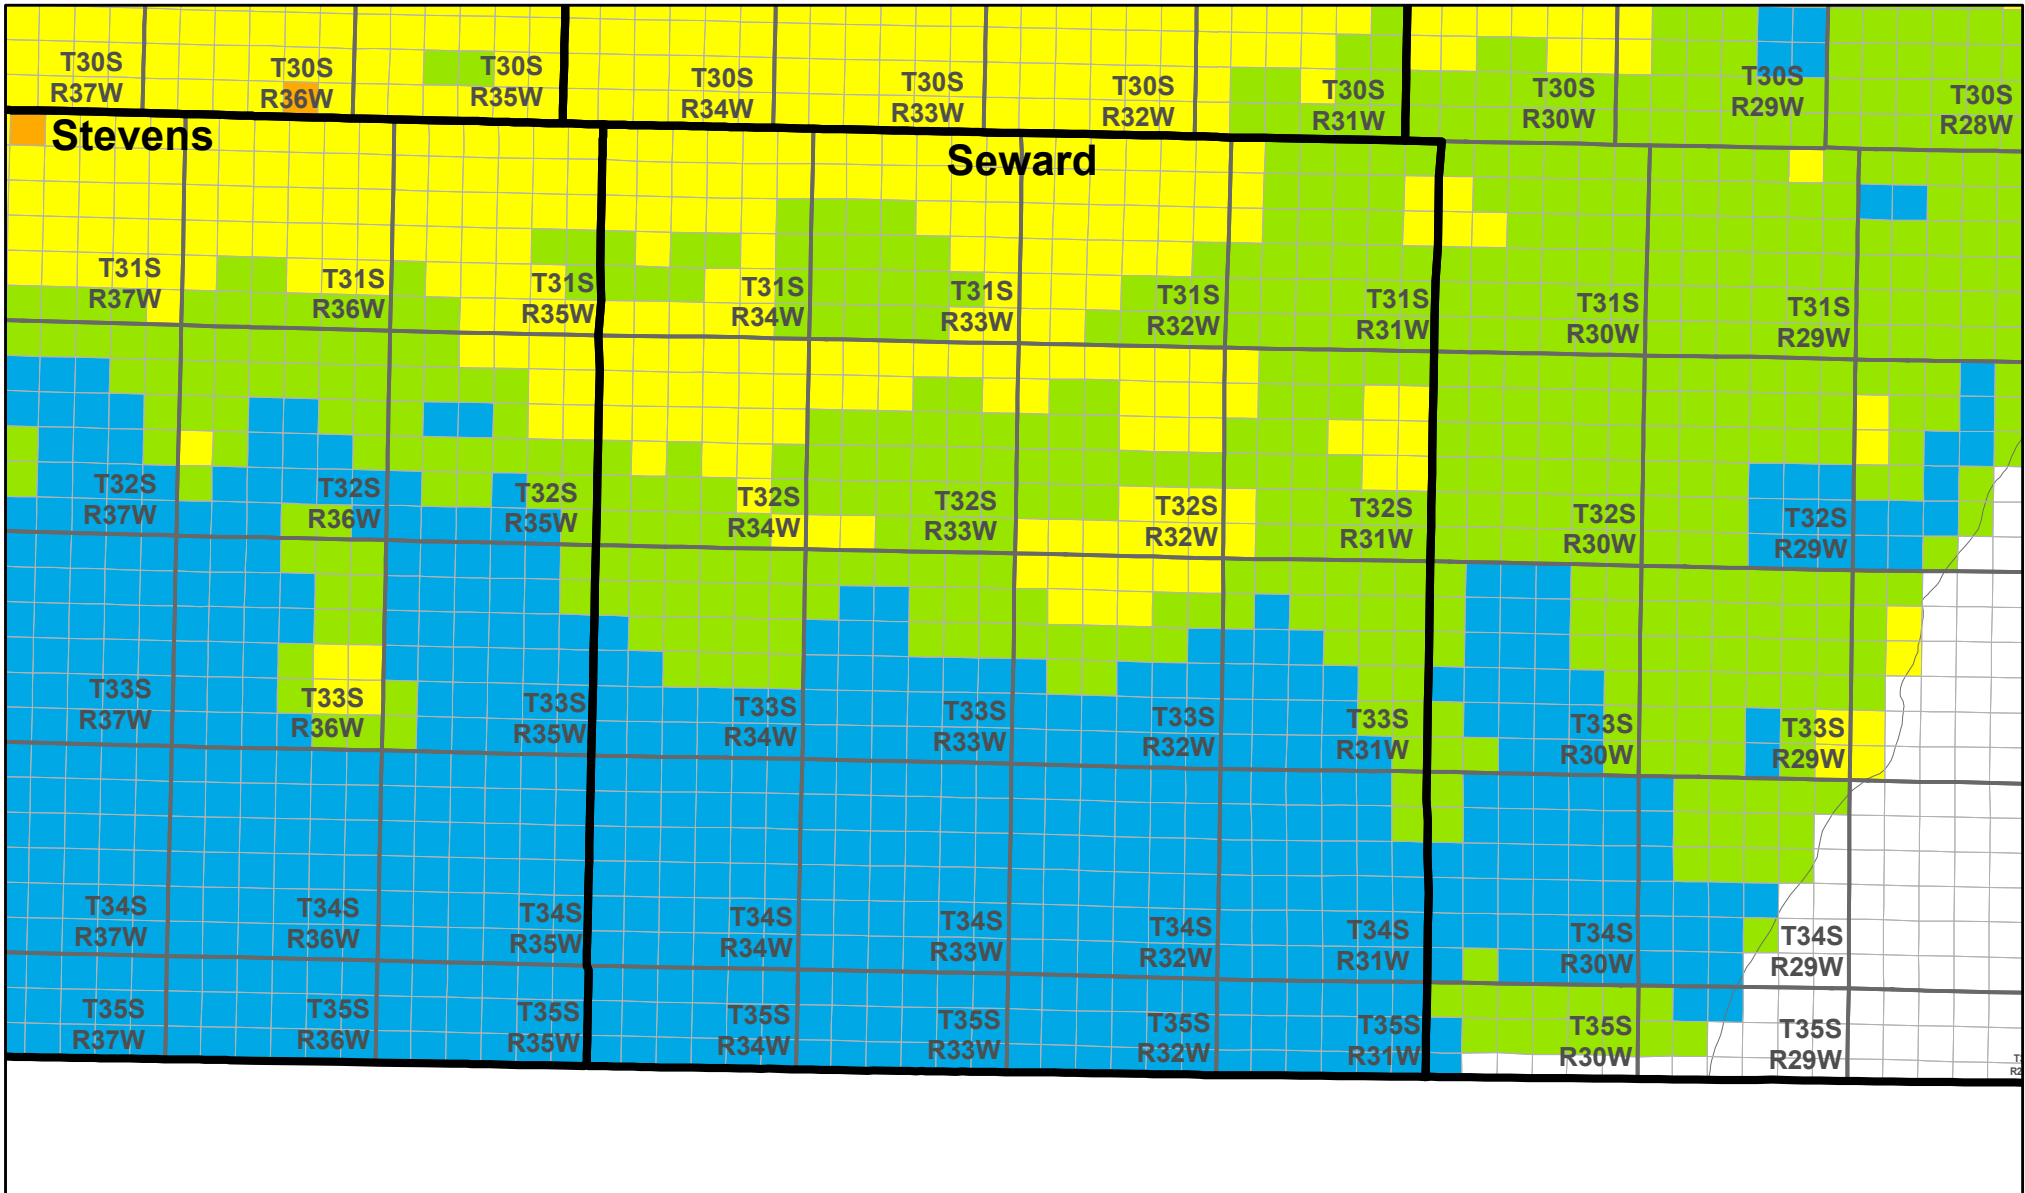 T30S
R37W
T30S
R36W
T30S
R35W
T30S
R34W
T30S
R33W
T30S
R32W
T30S
R31W
T30S
R30W
T30S
R29W
T30S
R28W
Stevens
Seward
T31S
R37W
T31S
R36W
T31S
R35W
T31S
R34W
T31S
R33W
T31S
R32W
T31S
R31W
T31S
R30W
T31S
R29W
T32S
R37W
T32S
R36W
T32S
R35W
T32S
R34W
T32S
R33W
T32S
R32W
T32S
R31W
T32S
R30W
T32S
R29W
T33S
R37W
T33S
R36W
T33S
R35W
T33S
R34W
T33S
R33W
T33S
R32W
T33S
R31W
T33S
R30W
T33S
R29W
T34S
R37W
T34S
R36W
T34S
R35W
T34S
R34W
T34S
R33W
T34S
R32W
T34S
R31W
T34S
R30W
T34S
R29W
T35S
R37W
T35S
R36W
T35S
R35W
T35S
R34W
T35S
R33W
T35S
R32W
T35S
R31W
T35S
R30W
T35S
R29W